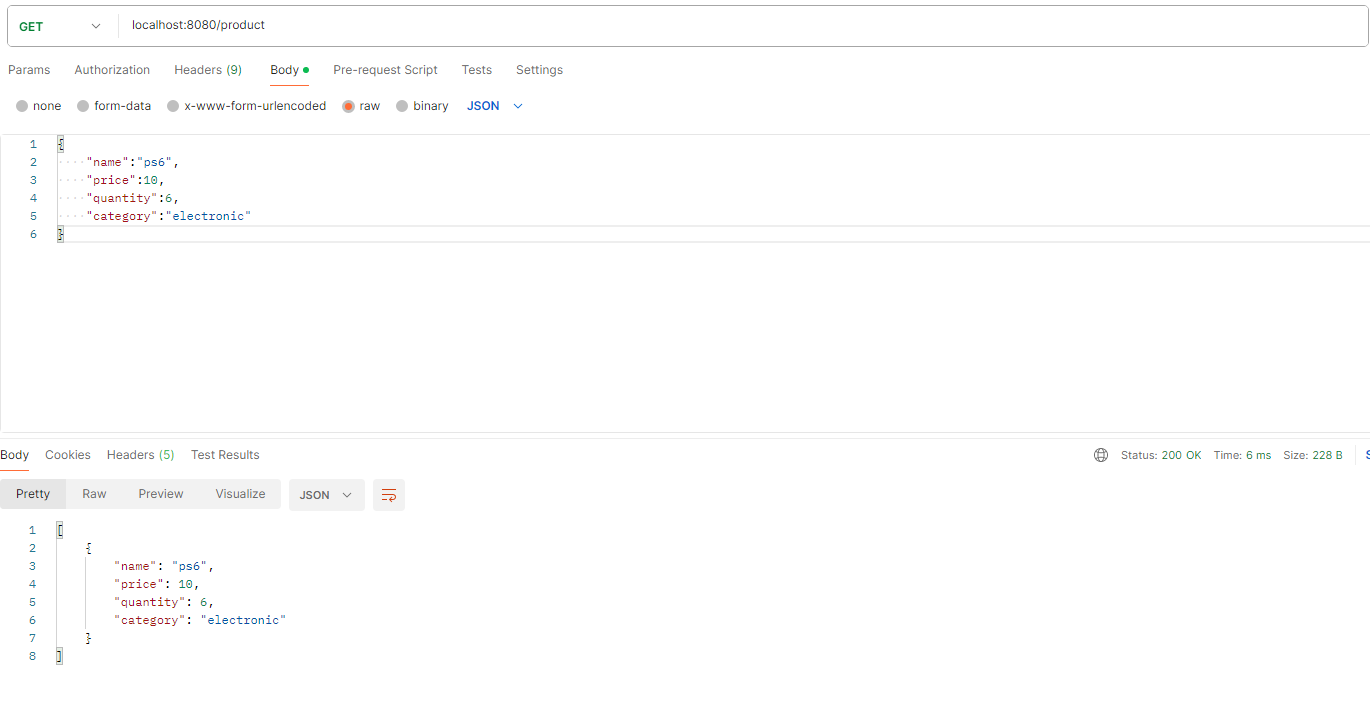 GET localhost:8080/product
Params Authorization Headers (9) Body Pre-request Script Tests Settings
none form-data x-www-form-urlencoded raw binary JSON
1 {
2 "name":"ps6",
3 "price":10,
4 "quantity":6,
5 "category":"electronic"
6 }
Body Cookies Headers (5) Test Results Status: 200 OK Time: 6 ms Size: 228 B
Pretty Raw Preview Visualize JSON
1 [
2 {
3 "name": "ps6",
4 "price": 10,
5 "quantity": 6,
6 "category": "electronic"
7 }
8 ]